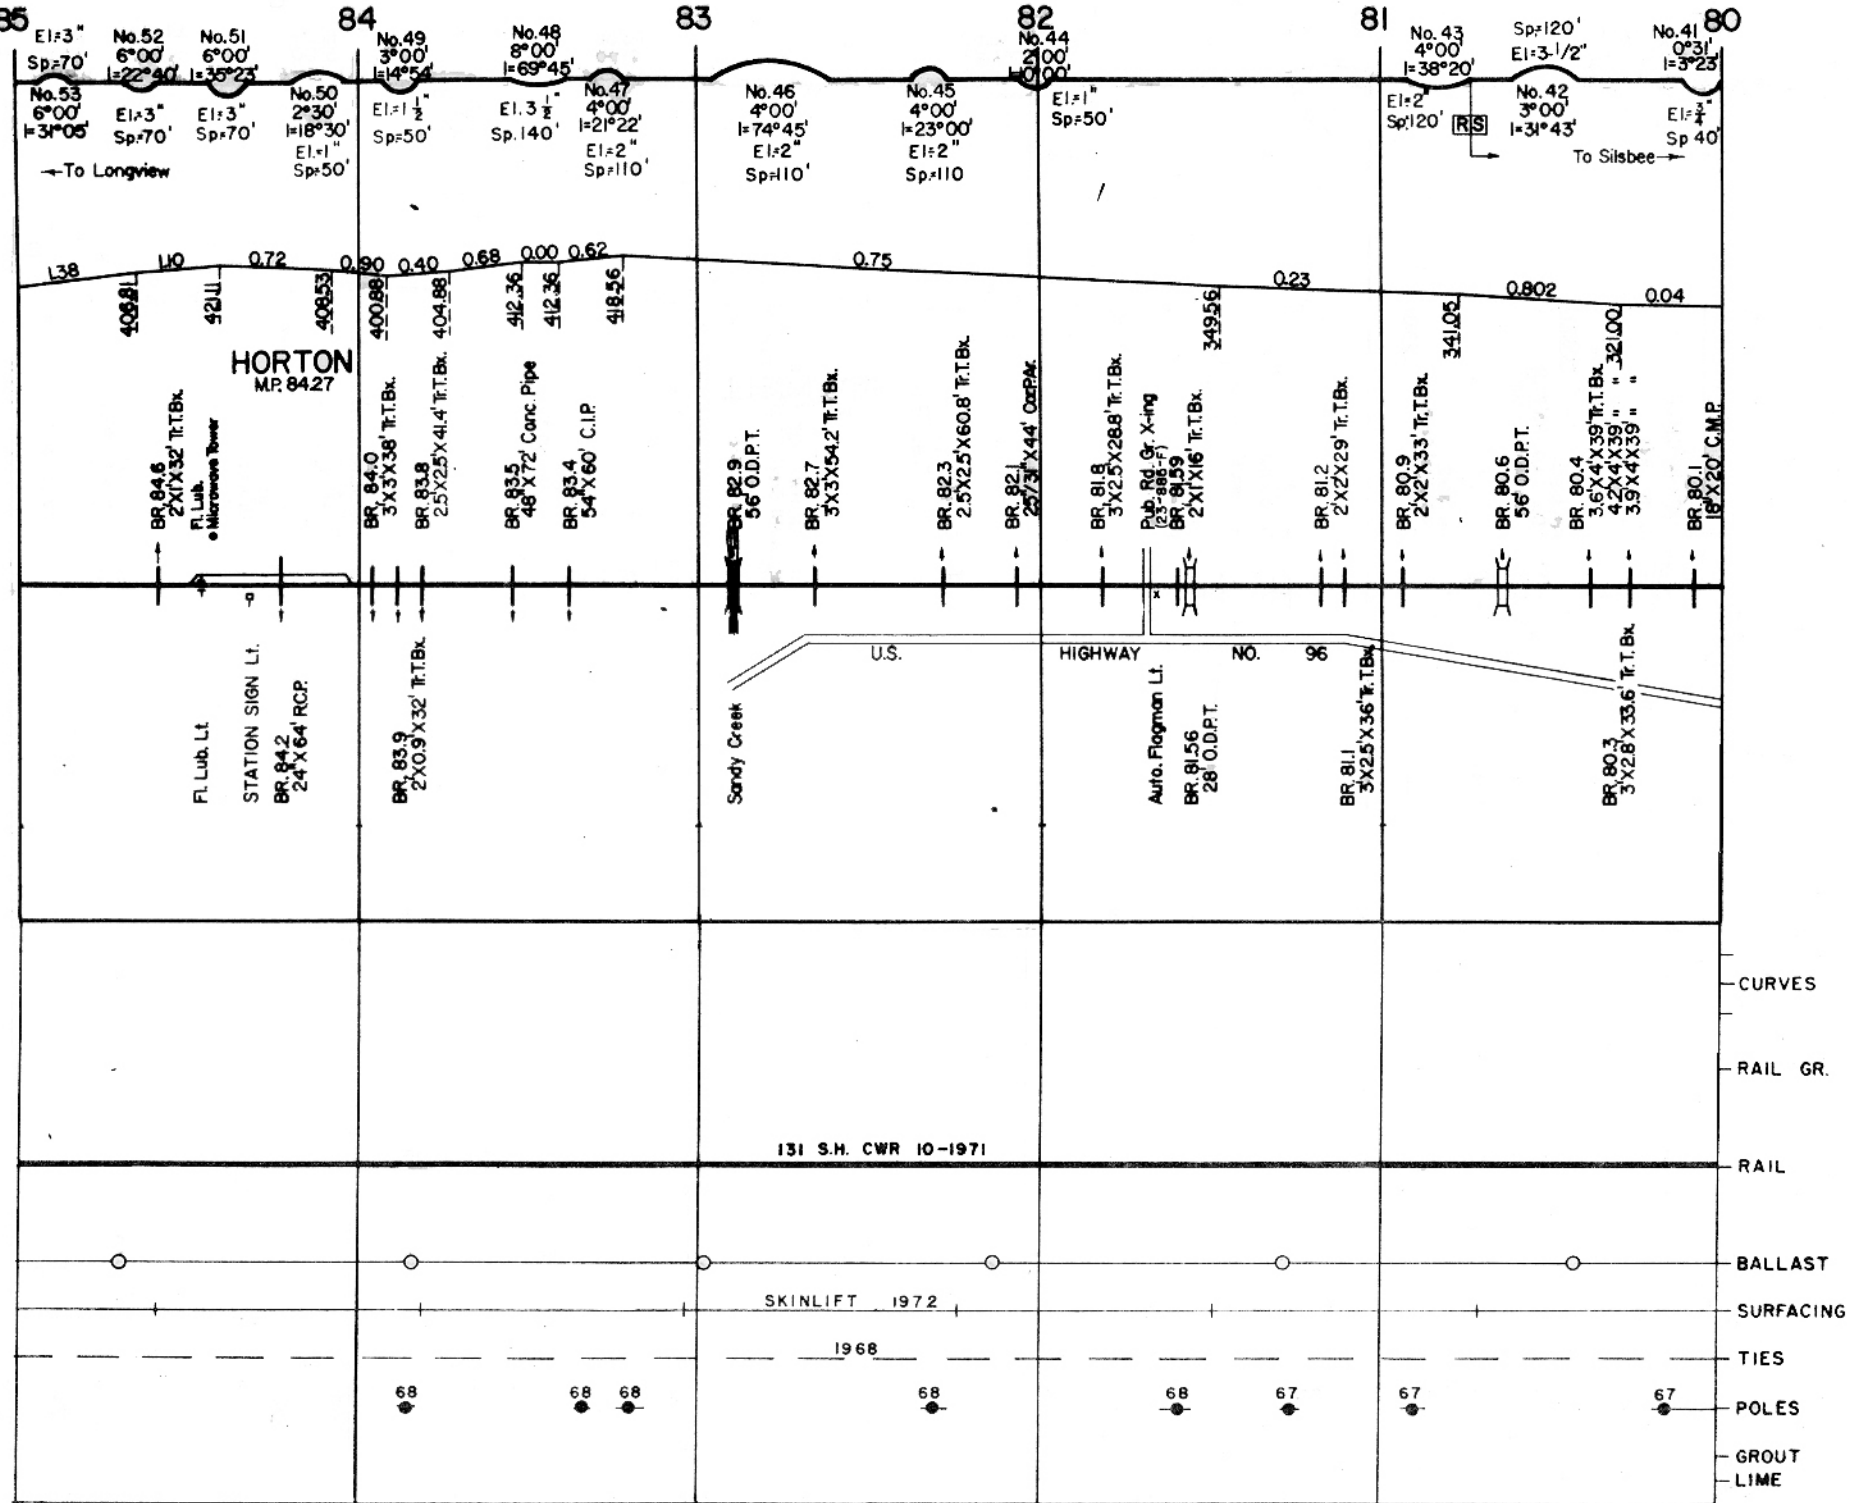 85
84
83
82
81
80
El.=3"
Sp.=70'
No.53
6°00'
I=31°05'
No.52
6°00'
I=22°40'
El.=3"
Sp.=70'
No.51
6°00'
I=35°23'
El.=3"
Sp.=70'
No.50
2°30'
I=18°30'
El.=1"
Sp.=50'
No.49
3°00'
I=14°54'
El.=1 1/2"
Sp.=50'
No.48
8°00'
I=69°45'
El. 3 1/2"
Sp. 140'
No.47
4°00'
I=21°22'
El.=2"
Sp.=110'
No.46
4°00'
I=74°45'
El.=2"
Sp.=110'
No.45
4°00'
I=23°00'
El.=2"
Sp.=110
No.44
2°00'
El.=1"
Sp.=50'
No.43
4°00'
I=38°20'
El.=2"
Sp.120'
RS
Sp.=120'
El=3-1/2"
No.42
3°00'
I=31°43'
No.41
0°31'
I=3°23'
El.=3/4"
Sp 40'
←To Longview
To Silsbee→
1.38
1.10
0.72
0.90
0.40
0.68
0.00
0.62
0.75
0.23
0.802
0.04
406.81
421.11
408.53
400.88
404.88
412.36
412.36
418.56
349.56
341.05
321.00
HORTON
M.P. 84.27
BR. 84.6
2'X1'X32' Tr.T.Bx.
Fl. Lub.
Microwave Tower
BR. 84.0
3'X3'X38' Tr.T.Bx.
BR. 83.8
2.5'X2.5'X41.4' Tr.T.Bx.
BR. 83.5
48"X72' Conc. Pipe
BR. 83.4
54"X60' C.I.P.
BR. 82.9
56' O.D.P.T.
BR. 82.7
3'X3'X54.2' Tr.T.Bx.
BR. 82.3
2.5'X2.5'X60.8' Tr.T.Bx.
BR. 82.1
BR. 81.8
3'X2.5'X28.8' Tr.T.Bx.
Pub. Rd. Gr. X-ing
(23-886-F)
BR. 81.59
2'X1'X16' Tr.T.Bx.
BR. 81.2
2'X2'X29' Tr.T.Bx.
BR. 80.9
2'X2'X33' Tr.T.Bx.
BR. 80.6
56' O.D.P.T.
BR. 80.4
3.6'X4'X39' Tr.T.Bx.
4.2'X4'X39' " "
3.9'X4'X39' " "
BR. 80.1
18"X20' C.M.P.
U.S. HIGHWAY NO. 96
Fl. Lub. Lt.
STATION SIGN Lt.
BR. 84.2
24"X64' R.C.P.
BR. 83.9
2'X0.9'X32' Tr.T.Bx.
Sandy Creek
Auto. Flagman Lt.
BR. 81.56
28' O.D.P.T.
BR. 81.1
3'X2.5'X36' Tr.T.Bx.
BR. 80.3
3'X2.8'X33.6' Tr.T.Bx.
CURVES
RAIL GR.
131 S.H. CWR 10-1971
RAIL
BALLAST
SKINLIFT 1972
SURFACING
1968
TIES
68
68
68
68
68
67
67
67
POLES
GROUT
LIME